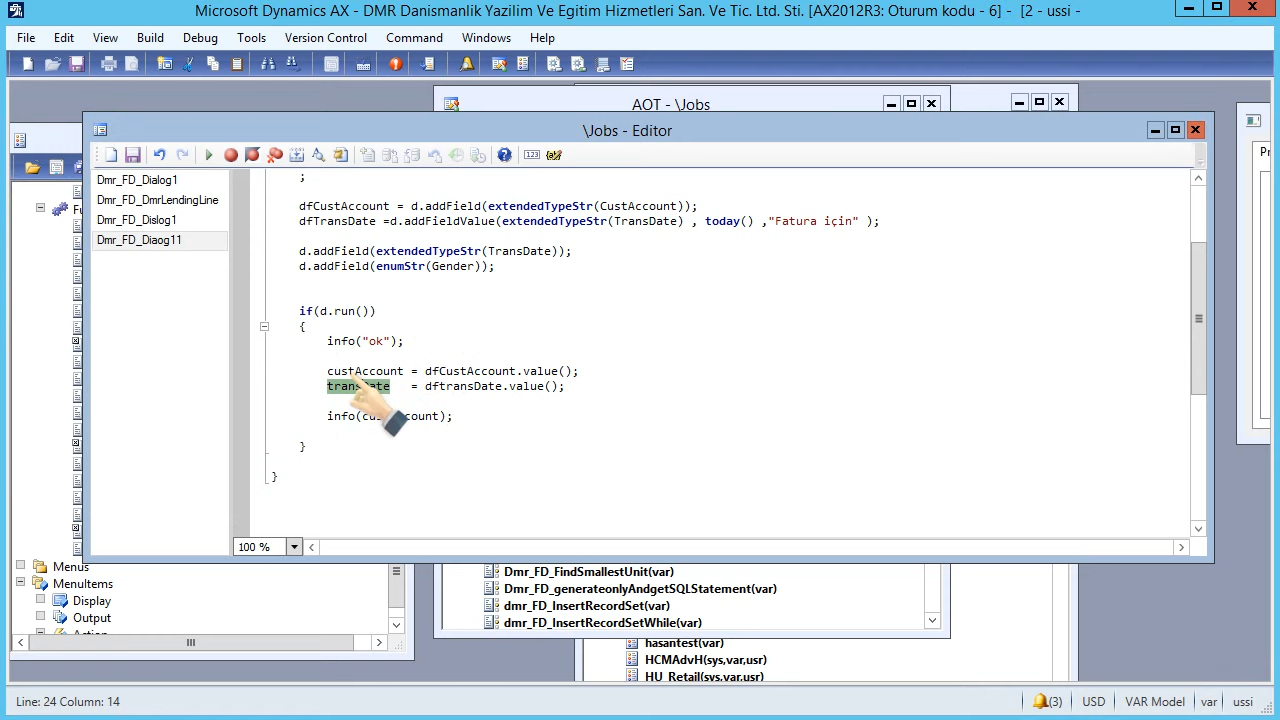 Microsoft Dynamics AX - DMR Danismanlik Yazilim Ve Egitim Hizmetleri San. Ve Tic. Ltd. Sti. [AX2012R3: Oturum kodu - 6] - [2 - ussi -
File Edit View Build Debug Tools Version Control Command Windows Help
AOT - \Jobs
\Jobs - Editor
Dmr_FD_Dialog1
Dmr_FD_DmrLendingLine
Dmr_FD_Dislog1
Dmr_FD_Diaog11
;
dfCustAccount = d.addField(extendedTypeStr(CustAccount));
dfTransDate =d.addFieldValue(extendedTypeStr(TransDate) , today() ,"Fatura için" );
d.addField(extendedTypeStr(TransDate));
d.addField(enumStr(Gender));
if(d.run())
{
info("ok");
custAccount = dfCustAccount.value();
= dftransDate.value();
}
}
100 %
Menus
MenuItems
Display
Output
Dmr_FD_FindSmallestUnit(var)
Dmr_FD_generateonlyAndgetSQLStatement(var)
dmr_FD_InsertRecordSet(var)
dmr_FD_InsertRecordSetWhile(var)
hasantest(var)
HCMAdvH(sys,var,usr)
HU_Retail(sys,var,usr)
Line: 24 Column: 14
(3) USD VAR Model var ussi